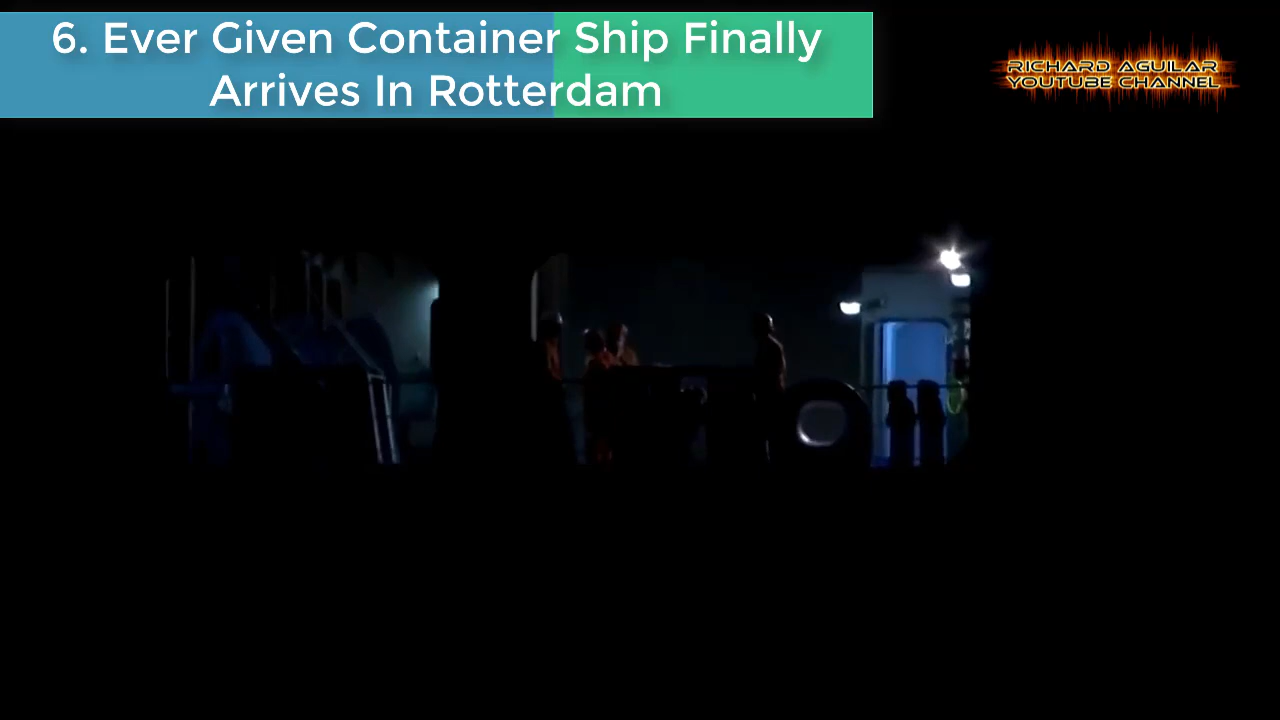 6. Ever Given Container Ship Finally
Arrives In Rotterdam
RICHARD AGUILAR
YOUTUBE CHANNEL